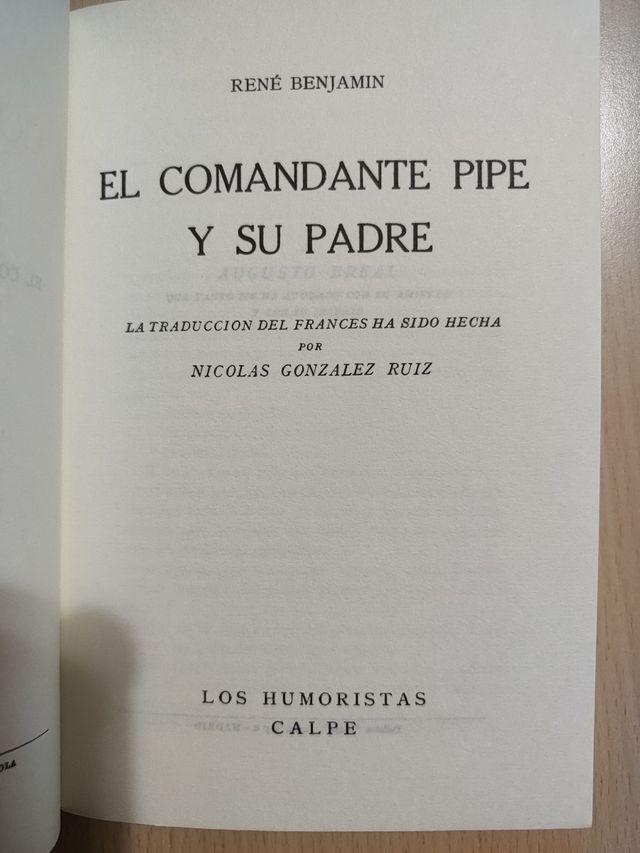 RENÉ BENJAMIN
EL COMANDANTE PIPE
Y SU PADRE
LA TRADUCCION DEL FRANCES HA SIDO HECHA
POR
NICOLAS GONZALEZ RUIZ
LOS HUMORISTAS
CALPE